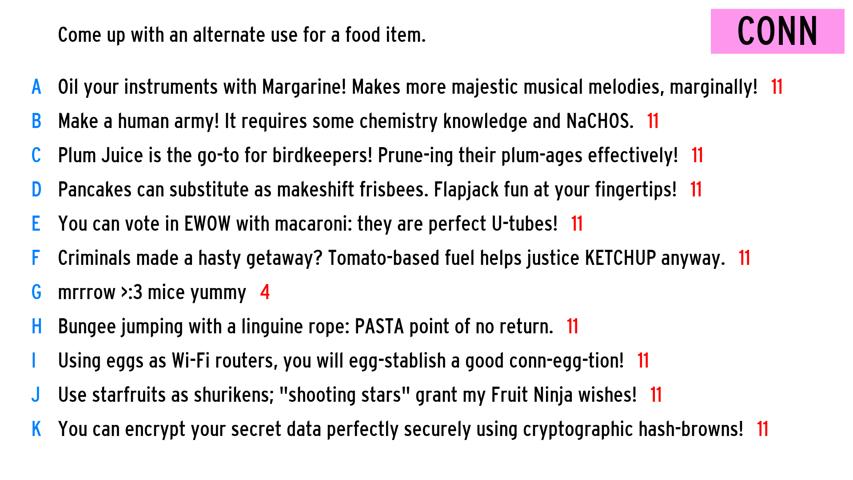 Come up with an alternate use for a food item.
CONN
A Oil your instruments with Margarine! Makes more majestic musical melodies, marginally! 11
B Make a human army! It requires some chemistry knowledge and NaCHOS. 11
C Plum Juice is the go-to for birdkeepers! Prune-ing their plum-ages effectively! 11
D Pancakes can substitute as makeshift frisbees. Flapjack fun at your fingertips! 11
E You can vote in EWOW with macaroni: they are perfect U-tubes! 11
F Criminals made a hasty getaway? Tomato-based fuel helps justice KETCHUP anyway. 11
G mrrrow >:3 mice yummy 4
H Bungee jumping with a linguine rope: PASTA point of no return. 11
I Using eggs as Wi-Fi routers, you will egg-stablish a good conn-egg-tion! 11
J Use starfruits as shurikens; "shooting stars" grant my Fruit Ninja wishes! 11
K You can encrypt your secret data perfectly securely using cryptographic hash-browns! 11